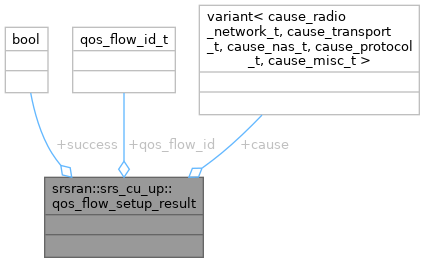 bool
qos_flow_id_t
variant< cause_radio
_network_t, cause_transport
_t, cause_nas_t, cause_protocol
_t, cause_misc_t >
+success
+qos_flow_id
+cause
srsran::srs_cu_up::
qos_flow_setup_result